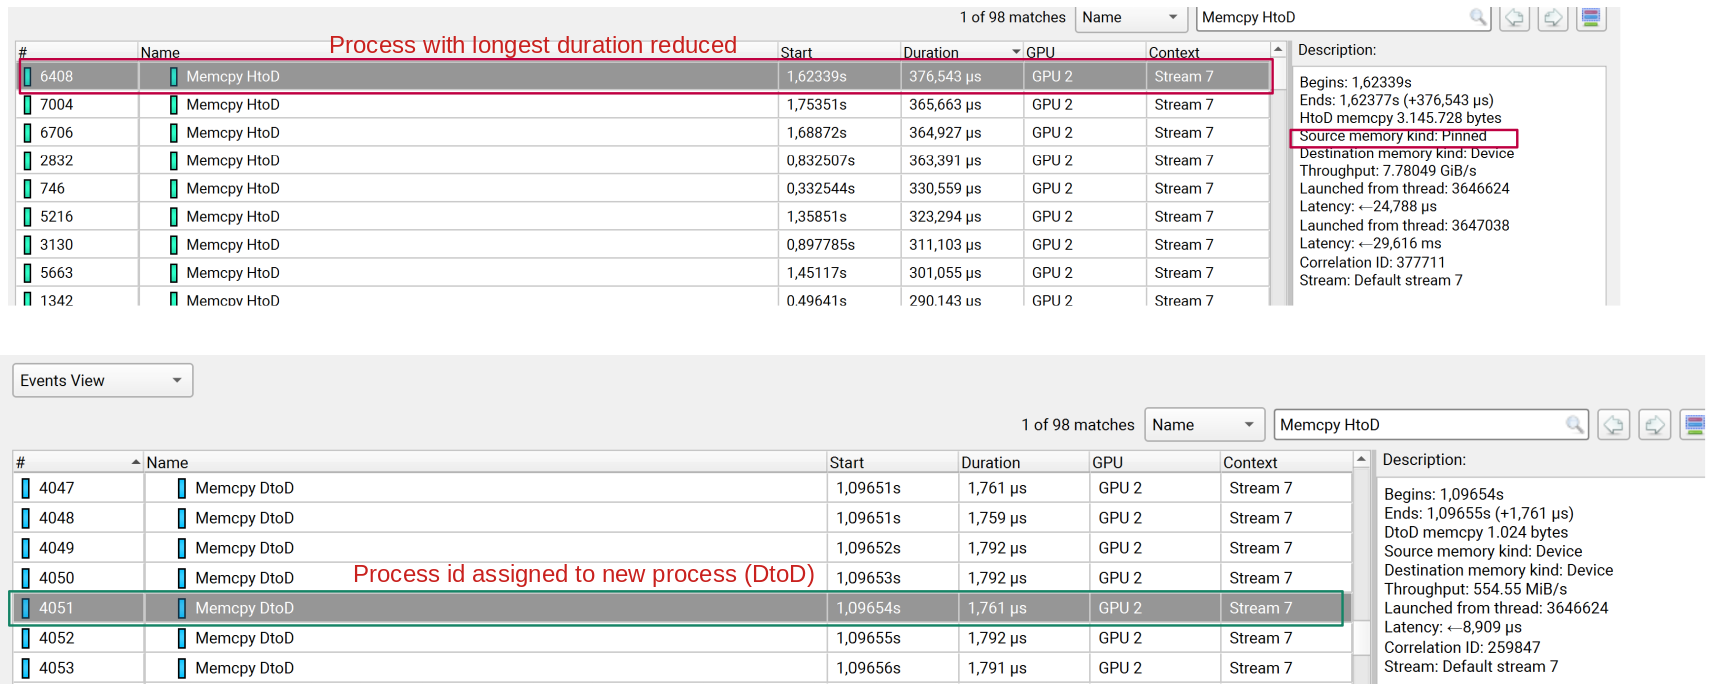 1 of 98 matches Name Memcpy HtoD
Process with longest duration reduced
# Name Start Duration GPU Context Description:
6408 Memcpy HtoD 1,62339s 376,543 µs GPU 2 Stream 7
7004 Memcpy HtoD 1,75351s 365,663 µs GPU 2 Stream 7
6706 Memcpy HtoD 1,68872s 364,927 µs GPU 2 Stream 7
2832 Memcpy HtoD 0,832507s 363,391 µs GPU 2 Stream 7
746 Memcpy HtoD 0,332544s 330,559 µs GPU 2 Stream 7
5216 Memcpy HtoD 1,35851s 323,294 µs GPU 2 Stream 7
3130 Memcpy HtoD 0,897785s 311,103 µs GPU 2 Stream 7
5663 Memcpy HtoD 1,45117s 301,055 µs GPU 2 Stream 7
1342 Memcpy HtoD 0,49641s 290,143 µs GPU 2 Stream 7
Begins: 1,62339s
Ends: 1,62377s (+376,543 µs)
HtoD memcpy 3.145.728 bytes
Source memory kind: Pinned
Destination memory kind: Device
Throughput: 7.78049 GiB/s
Launched from thread: 3646624
Latency: ←24,788 µs
Launched from thread: 3647038
Latency: ←29,616 ms
Correlation ID: 377711
Stream: Default stream 7
Events View
1 of 98 matches Name Memcpy HtoD
# Name Start Duration GPU Context Description:
4047 Memcpy DtoD 1,09651s 1,761 µs GPU 2 Stream 7
4048 Memcpy DtoD 1,09651s 1,759 µs GPU 2 Stream 7
4049 Memcpy DtoD 1,09652s 1,792 µs GPU 2 Stream 7
4050 Memcpy DtoD 1,09653s 1,792 µs GPU 2 Stream 7
Process id assigned to new process (DtoD)
4051 Memcpy DtoD 1,09654s 1,761 µs GPU 2 Stream 7
4052 Memcpy DtoD 1,09655s 1,792 µs GPU 2 Stream 7
4053 Memcpy DtoD 1,09656s 1,791 µs GPU 2 Stream 7
Begins: 1,09654s
Ends: 1,09655s (+1,761 µs)
DtoD memcpy 1.024 bytes
Source memory kind: Device
Destination memory kind: Device
Throughput: 554.55 MiB/s
Launched from thread: 3646624
Latency: ←8,909 µs
Correlation ID: 259847
Stream: Default stream 7